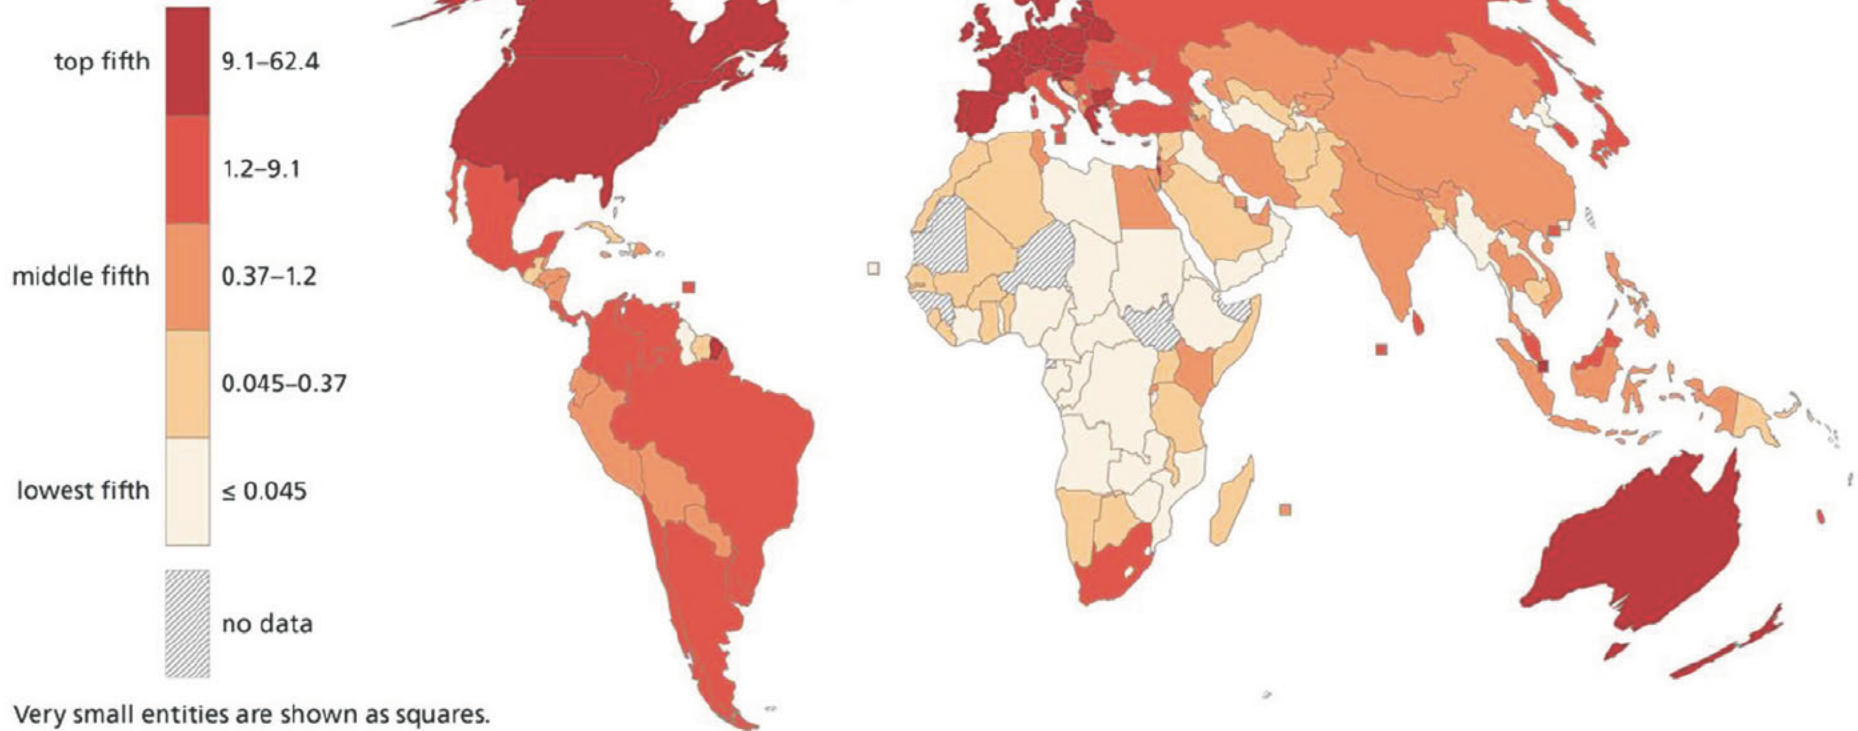 top fifth 9.1–62.4
1.2–9.1
middle fifth 0.37–1.2
0.045–0.37
lowest fifth ≤ 0.045
no data
Very small entities are shown as squares.